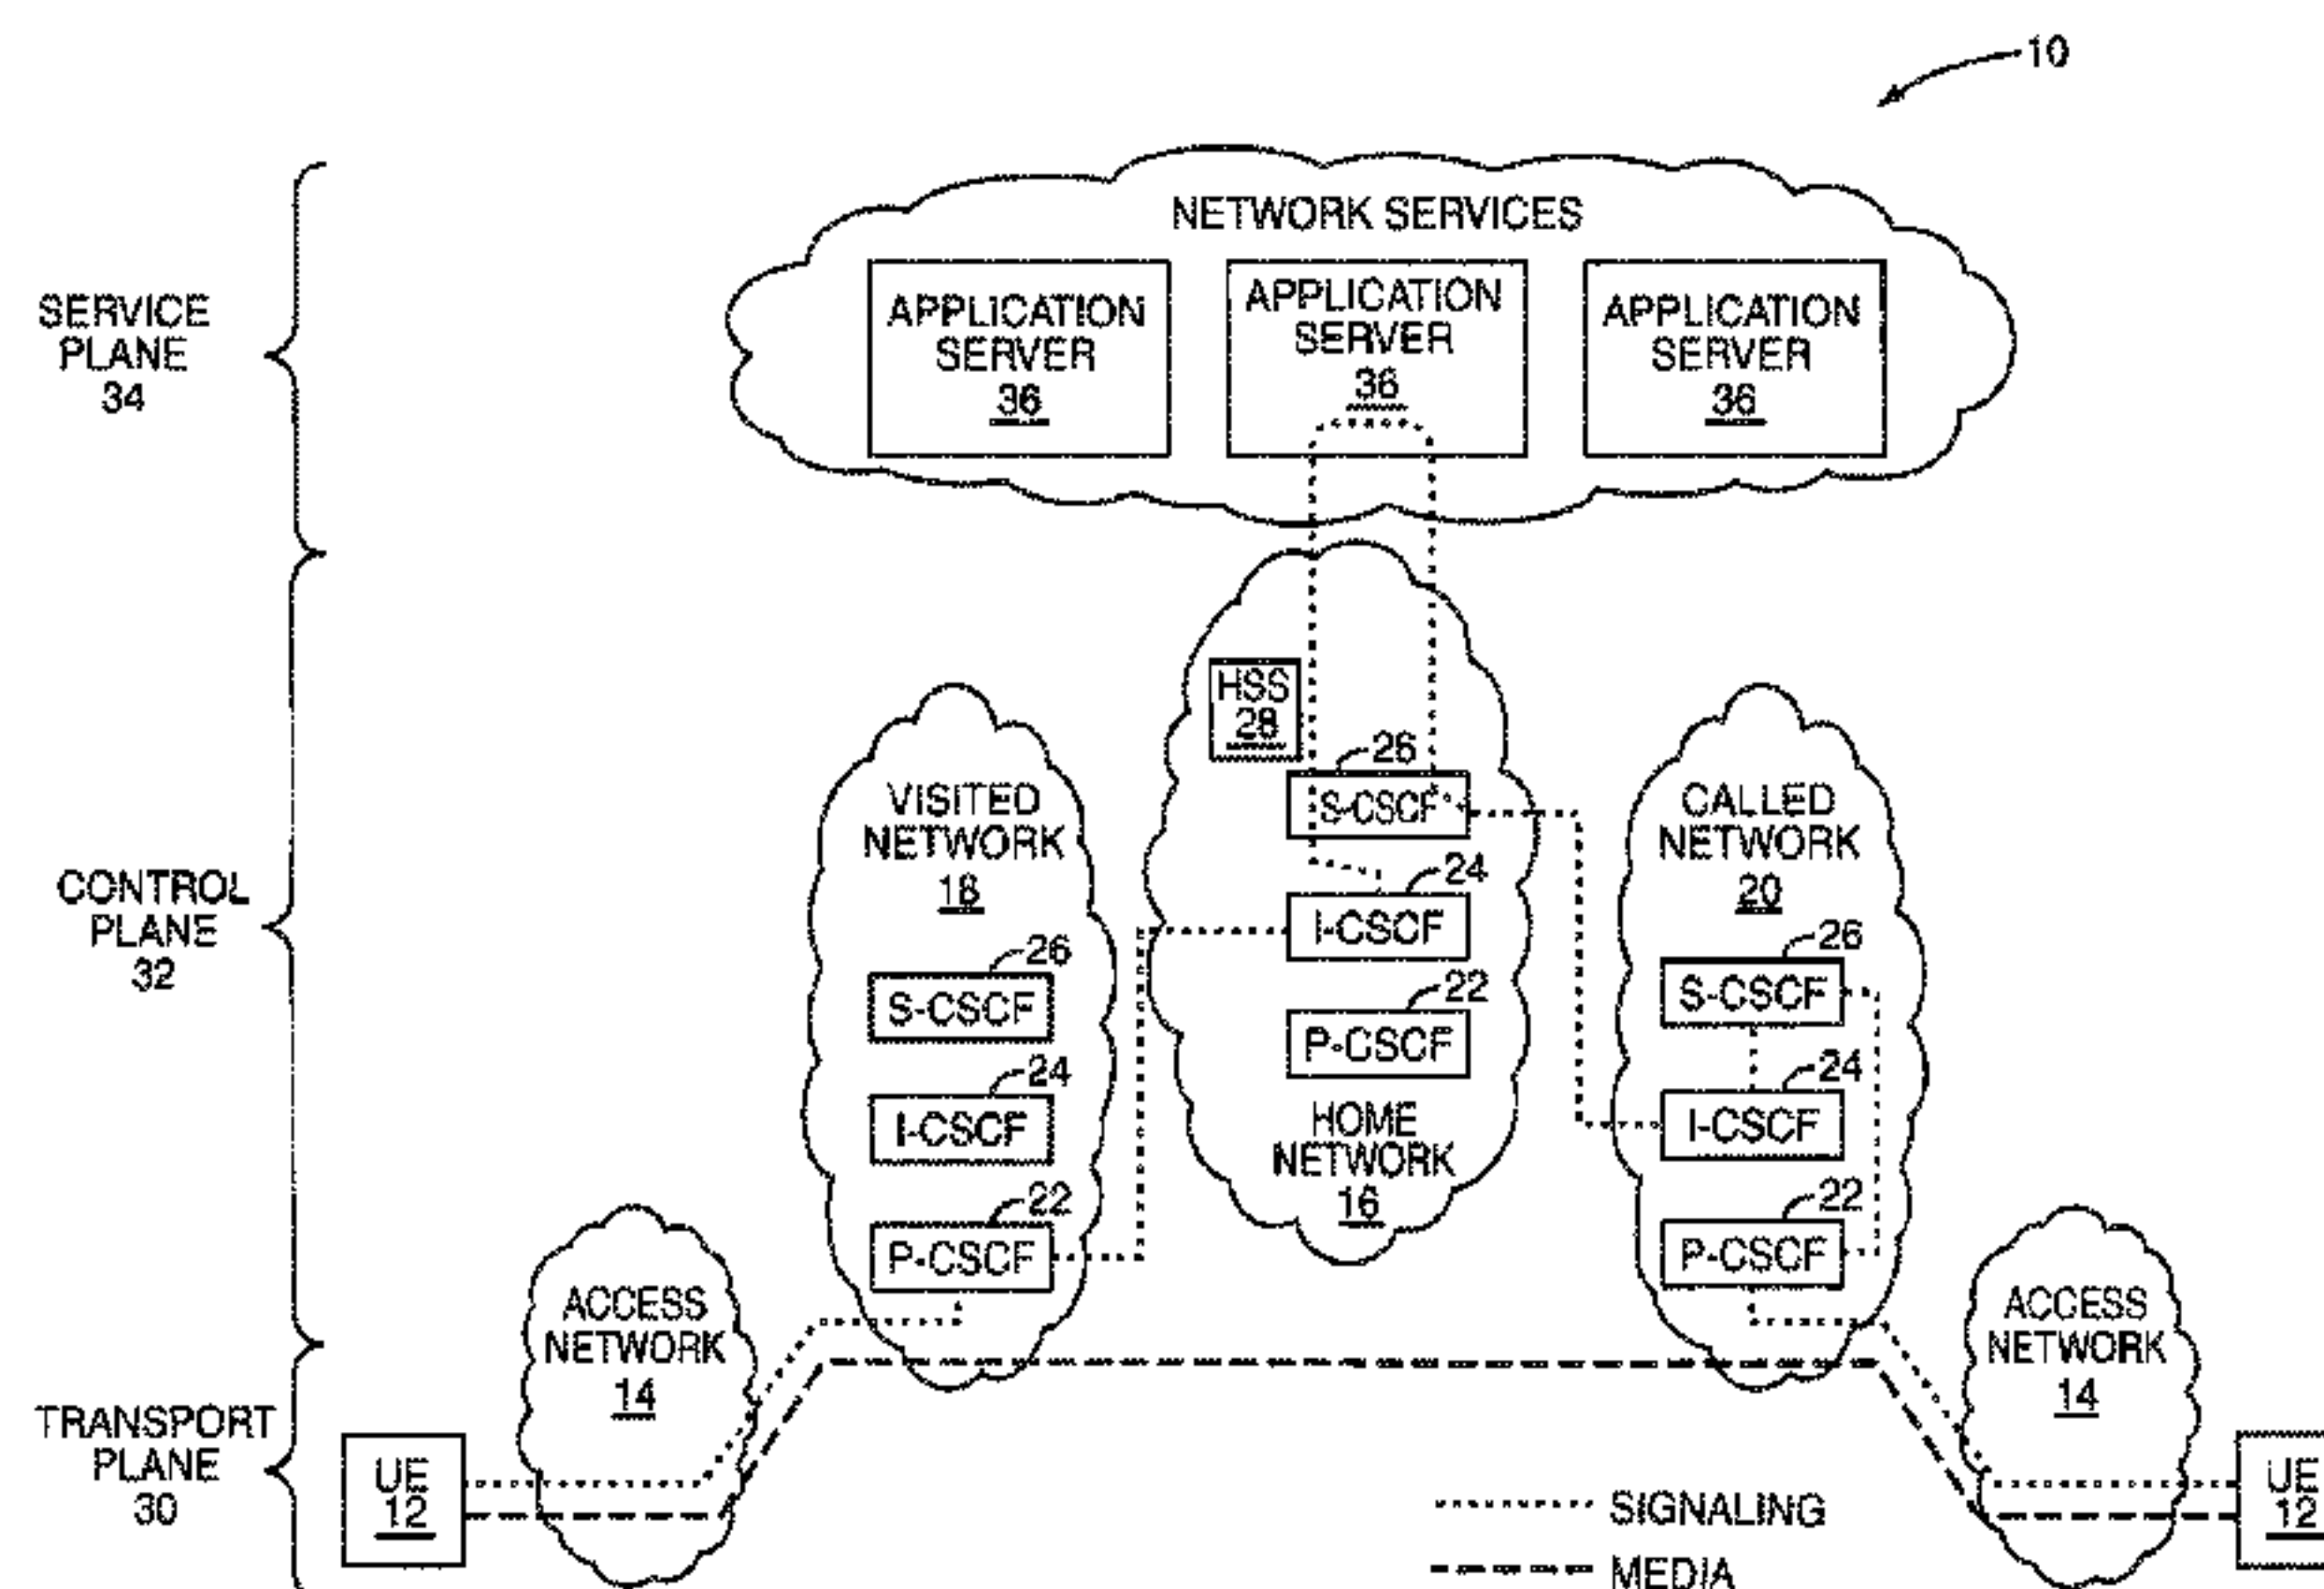 10
NETWORK SERVICES
APPLICATION
SERVER
36
APPLICATION
SERVER
36
APPLICATION
SERVER
36
SERVICE
PLANE
34
HSS
28
26
S-CSCF
24
I-CSCF
22
P-CSCF
HOME
NETWORK
16
VISITED
NETWORK
18
26
S-CSCF
24
I-CSCF
22
P-CSCF
CALLED
NETWORK
20
26
S-CSCF
24
I-CSCF
22
P-CSCF
CONTROL
PLANE
32
ACCESS
NETWORK
14
ACCESS
NETWORK
14
TRANSPORT
PLANE
30
UE
12
UE
12
SIGNALING
MEDIA